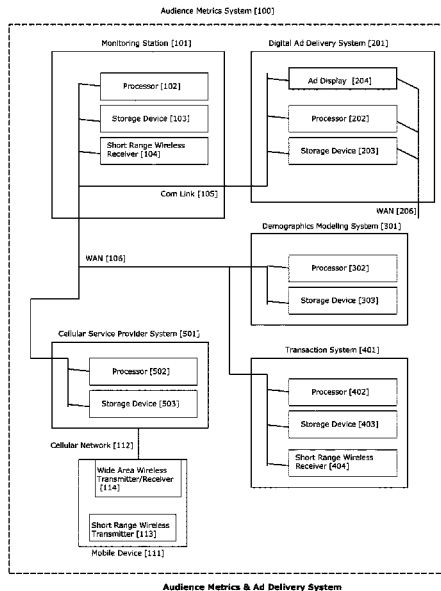 Audience Metrics System [100]
Monitoring Station [101]
Processor [102]
Storage Device [103]
Short Range Wireless
Receiver [104]
Digital Ad Delivery System [201]
Ad Display [204]
Processor [202]
Storage Device [203]
Com Link [105]
WAN [206]
Demographics Modeling System [301]
WAN [106]
Processor [302]
Storage Device [303]
Cellular Service Provider System [501]
Processor [502]
Storage Device [503]
Transaction System [401]
Processor [402]
Storage Device [403]
Short Range Wireless
Receiver [404]
Cellular Network [112]
Wide Area Wireless
Transmitter/Receiver
[114]
Short Range Wireless
Transmitter [113]
Mobile Device [111]
Audience Metrics & Ad Delivery System